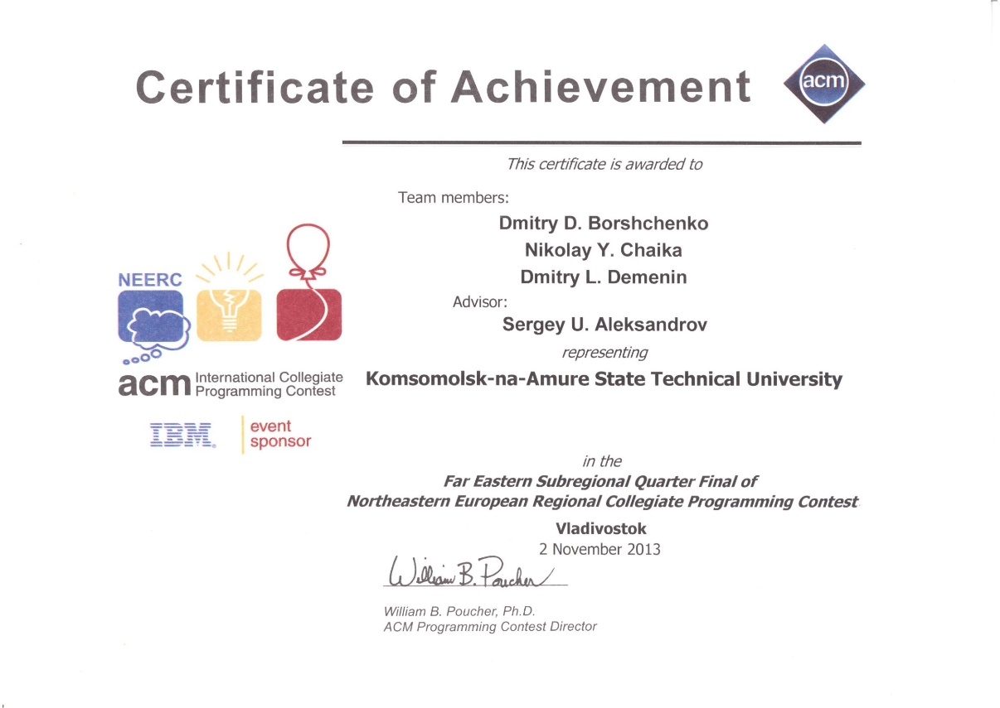 Certificate of Achievement
acm
This certificate is awarded to
Team members:
Dmitry D. Borshchenko
Nikolay Y. Chaika
Dmitry L. Demenin
Advisor:
Sergey U. Aleksandrov
representing
Komsomolsk-na-Amure State Technical University
NEERC
acm International Collegiate
Programming Contest
IBM. event
sponsor
in the
Far Eastern Subregional Quarter Final of
Northeastern European Regional Collegiate Programming Contest
Vladivostok
2 November 2013
William B. Poucher
William B. Poucher, Ph.D.
ACM Programming Contest Director